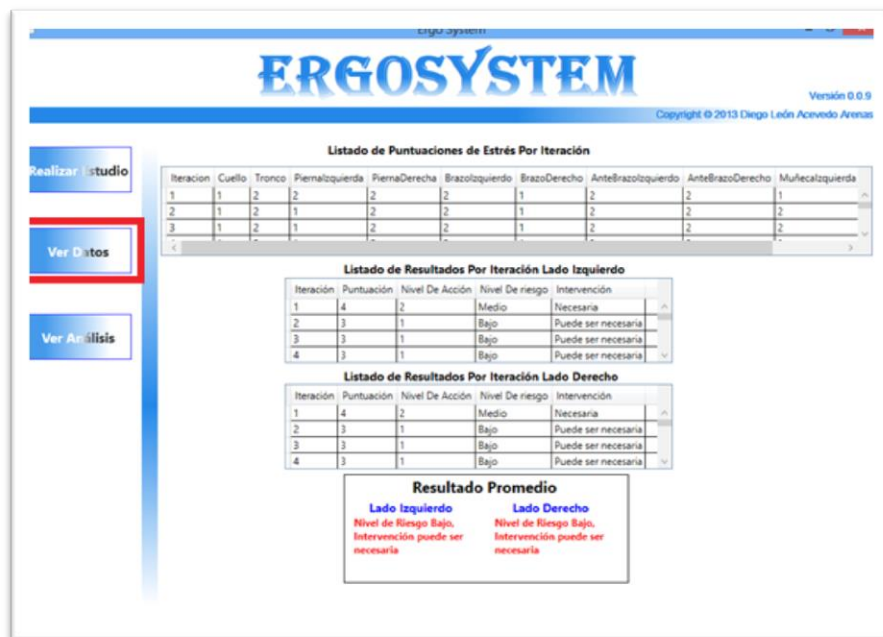 Ergo System
ERGOSYSTEM
Versión 0.0.9
Copyright © 2013 Diego León Acevedo Arenas
Realizar Estudio
Ver Datos
Ver Análisis
Listado de Puntuaciones de Estrés Por Iteración
Iteracion Cuello Tronco PiernaIzquierda PiernaDerecha BrazoIzquierdo BrazoDerecho AnteBrazoIzquierdo AnteBrazoDerecho MuñecaIzquierda
1 1 2 2 2 2 1 2 2 1
2 1 2 1 2 2 1 2 2 2
3 1 2 1 2 2 1 2 2 2
Listado de Resultados Por Iteración Lado Izquierdo
Iteración Puntuación Nivel De Acción Nivel De riesgo Intervención
1 4 2 Medio Necesaria
2 3 1 Bajo Puede ser necesaria
3 3 1 Bajo Puede ser necesaria
4 3 1 Bajo Puede ser necesaria
Listado de Resultados Por Iteración Lado Derecho
Iteración Puntuación Nivel De Acción Nivel De riesgo Intervención
1 4 2 Medio Necesaria
2 3 1 Bajo Puede ser necesaria
3 3 1 Bajo Puede ser necesaria
4 3 1 Bajo Puede ser necesaria
Resultado Promedio
Lado Izquierdo Lado Derecho
Nivel de Riesgo Bajo, Nivel de Riesgo Bajo,
Intervención puede ser Intervención puede ser
necesaria necesaria